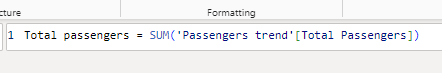 cture
Formatting
1 Total passengers = SUM('Passengers trend'[Total Passengers])